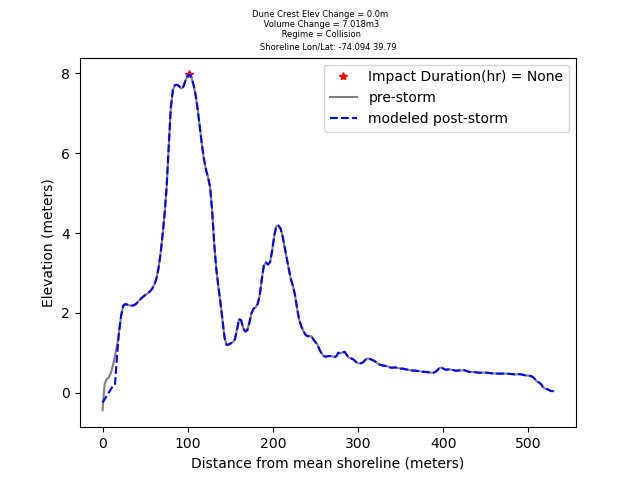 Dune Crest Elev Change = 0.0m
Volume Change = 7.018m3
Regime = Collision
Shoreline Lon/Lat: -74.094 39.79
Impact Duration(hr) = None
pre-storm
modeled post-storm
Elevation (meters)
8
6
4
2
0
0 100 200 300 400 500
Distance from mean shoreline (meters)